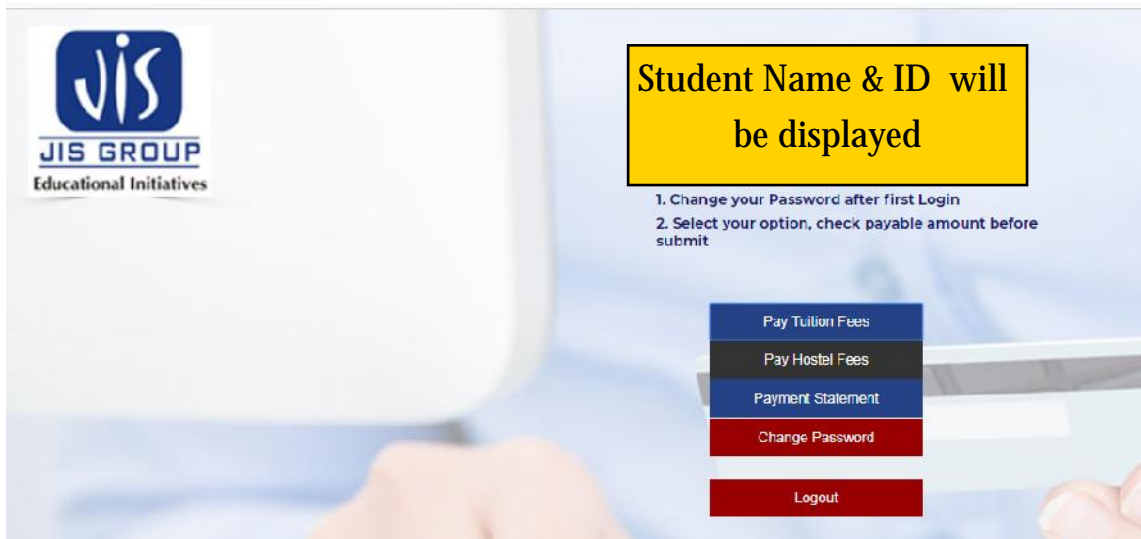 JIS
JIS GROUP
Educational Initiatives
Student Name & ID will
be displayed
1. Change your Password after first Login
2. Select your option, check payable amount before
submit
Pay Tuition Fees
Pay Hostel Fees
Payment Statement
Change Password
Logout